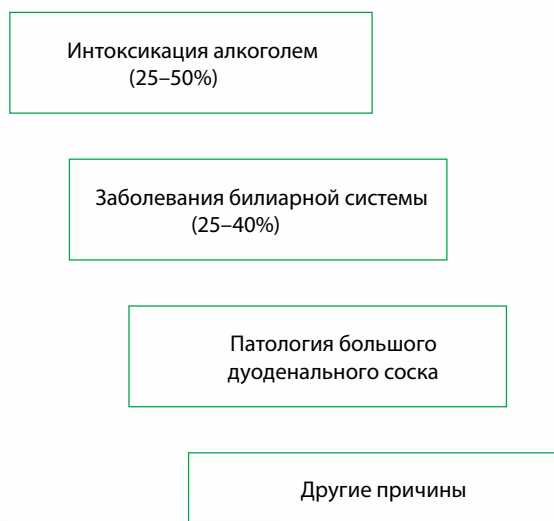 Интоксикация алкоголем
(25–50%)
Заболевания билиарной системы
(25–40%)
Патология большого
дуоденального соска
Другие причины